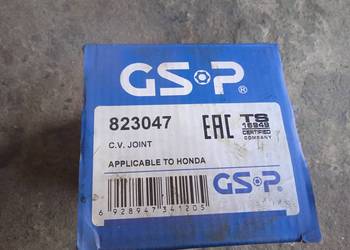 GSP®
823047
C.V. JOINT
APPLICABLE TO HONDA
EAC
TS
16949
CERTIFIED
COMPANY
GSP®
6 928947 341205